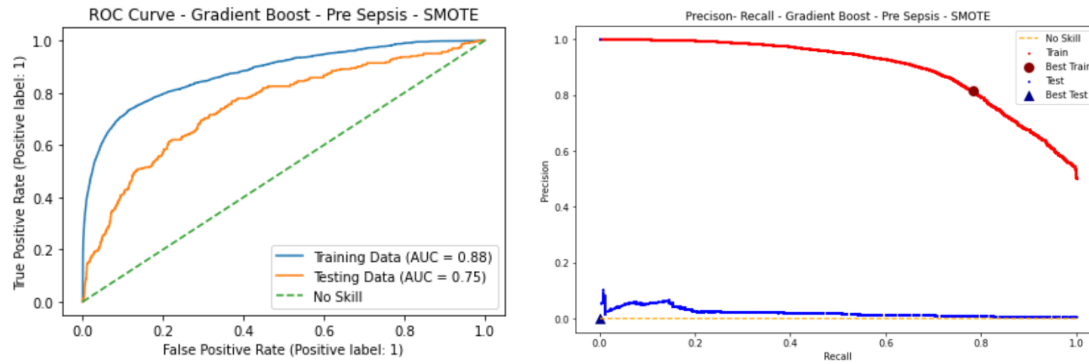 ROC Curve - Gradient Boost - Pre Sepsis - SMOTE
True Positive Rate (Positive label: 1)
1.0
0.8
0.6
0.4
0.2
0.0
Training Data (AUC = 0.88)
Testing Data (AUC = 0.75)
No Skill
0.0 0.2 0.4 0.6 0.8 1.0
False Positive Rate (Positive label: 1)
Precison- Recall - Gradient Boost - Pre Sepsis - SMOTE
Precision
1.0
0.8
0.6
0.4
0.2
0.0
No Skill
Train
Best Train
Test
Best Test
0.0 0.2 0.4 0.6 0.8 1.0
Recall